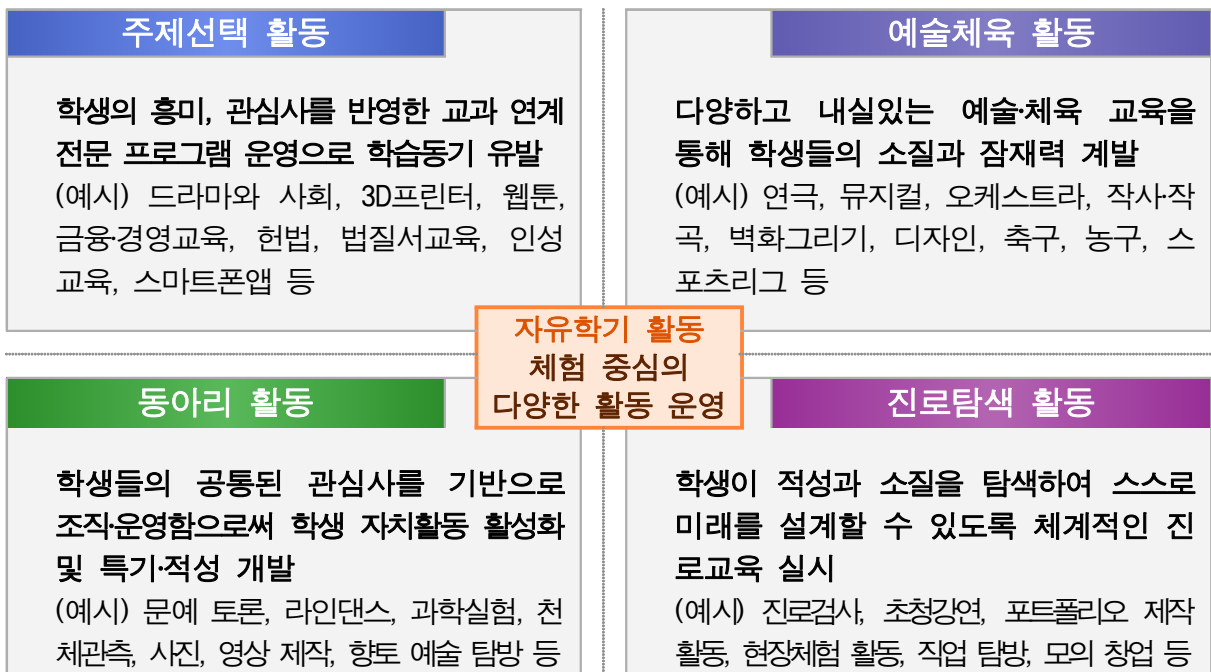 주제선택 활동
학생의 흥미, 관심사를 반영한 교과 연계
전문 프로그램 운영으로 학습동기 유발
(예시) 드라마와 사회, 3D프린터, 웹툰,
금융·경영교육, 헌법, 법질서교육, 인성
교육, 스마트폰앱 등
예술체육 활동
다양하고 내실있는 예술·체육 교육을
통해 학생들의 소질과 잠재력 계발
(예시) 연극, 뮤지컬, 오케스트라, 작사·작
곡, 벽화그리기, 디자인, 축구, 농구, 스
포츠리그 등
자유학기 활동
체험 중심의
다양한 활동 운영
동아리 활동
학생들의 공통된 관심사를 기반으로
조직·운영함으로써 학생 자치활동 활성화
및 특기·적성 개발
(예시) 문예 토론, 라인댄스, 과학실험, 천
체관측, 사진, 영상 제작, 향토 예술 탐방 등
진로탐색 활동
학생이 적성과 소질을 탐색하여 스스로
미래를 설계할 수 있도록 체계적인 진
로교육 실시
(예시) 진로검사, 초청강연, 포트폴리오 제작
활동, 현장체험 활동, 직업 탐방, 모의 창업 등